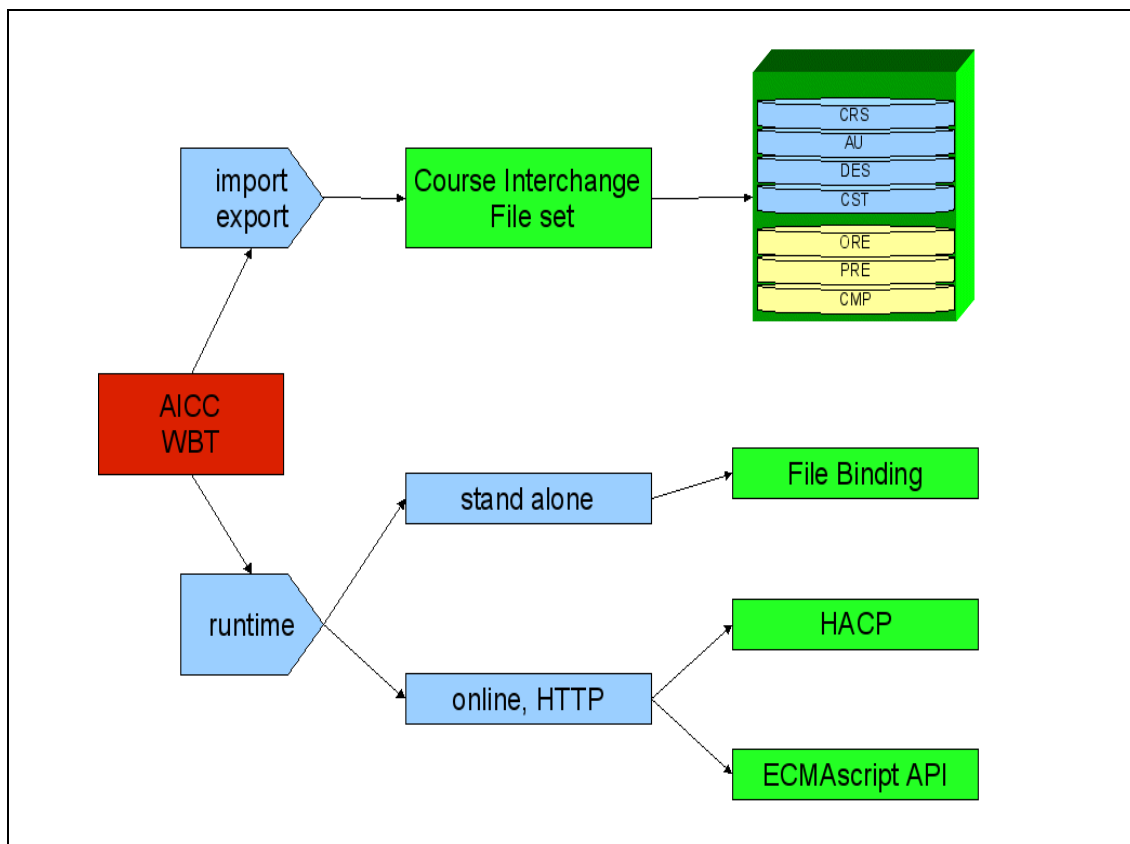 import
export
Course Interchange
File set
CRS
AU
DES
CST
ORE
PRE
CMP
AICC
WBT
stand alone
File Binding
runtime
HACP
online, HTTP
ECMAscript API